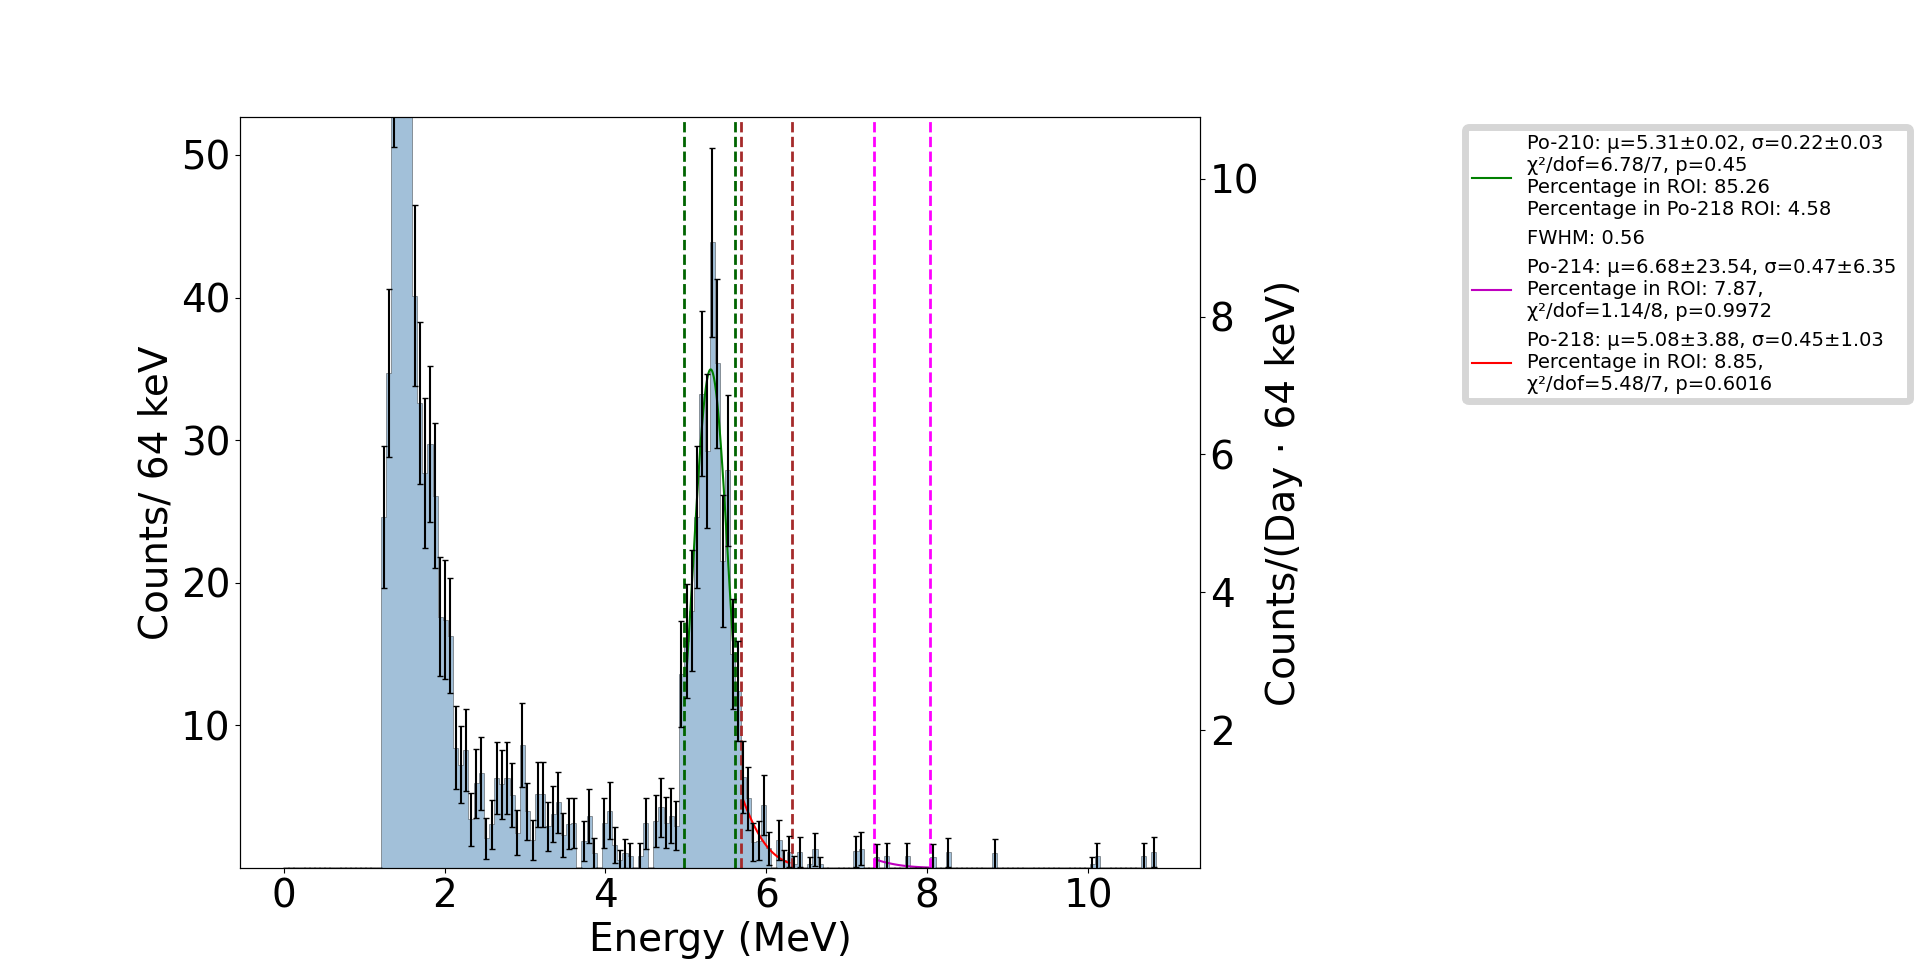 50
40
30
20
10
Counts/ 64 keV
0
2
4
6
8
10
Energy (MeV)
10
8
6
4
2
Counts/(Day · 64 keV)
Po-210: μ=5.31±0.02, σ=0.22±0.03
χ²/dof=6.78/7, p=0.45
Percentage in ROI: 85.26
Percentage in Po-218 ROI: 4.58
FWHM: 0.56
Po-214: μ=6.68±23.54, σ=0.47±6.35
Percentage in ROI: 7.87,
χ²/dof=1.14/8, p=0.9972
Po-218: μ=5.08±3.88, σ=0.45±1.03
Percentage in ROI: 8.85,
χ²/dof=5.48/7, p=0.6016